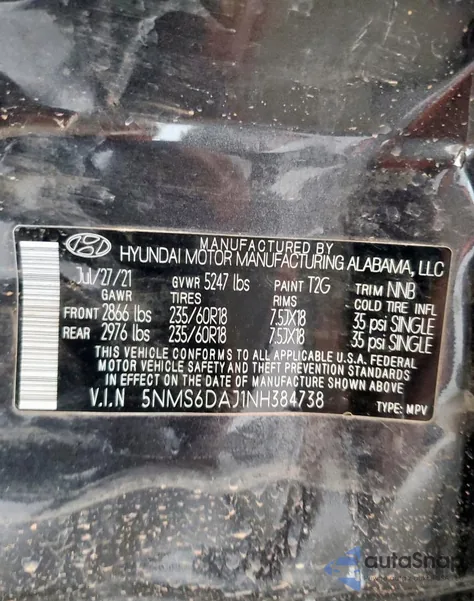 MANUFACTURED BY
HYUNDAI MOTOR MANUFACTURING ALABAMA, LLC
Jul/27/21 GVWR 5247 lbs PAINT T2G TRIM NNB
GAWR TIRES RIMS COLD TIRE INFL
FRONT 2866 lbs 235/60R18 7.5JX18 35 psi SINGLE
REAR 2976 lbs 235/60R18 7.5JX18 35 psi SINGLE
THIS VEHICLE CONFORMS TO ALL APPLICABLE U.S.A. FEDERAL
MOTOR VEHICLE SAFETY AND THEFT PREVENTION STANDARDS
IN EFFECT ON THE DATE OF MANUFACTURE SHOWN ABOVE
V.I.N 5NMS6DAJ1NH384738 TYPE: MPV
autoSnap